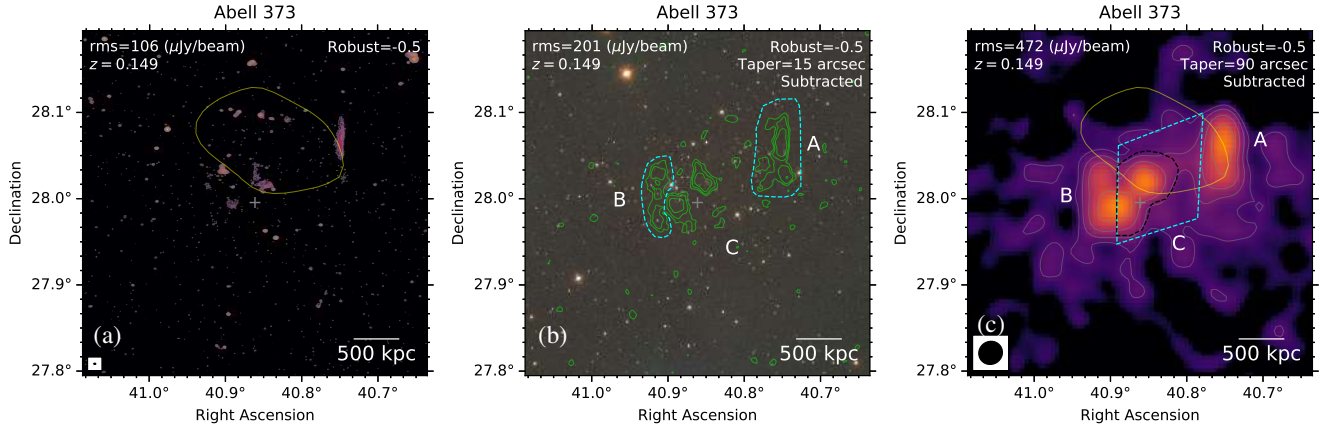 Abell 373
rms=106 (μJy/beam) Robust=-0.5
z = 0.149
28.1°
28.0°
27.9°
27.8°
Declination
(a)
500 kpc
41.0° 40.9° 40.8° 40.7°
Right Ascension
Abell 373
rms=201 (μJy/beam) Robust=-0.5
z = 0.149 Taper=15 arcsec
Subtracted
28.1°
28.0°
27.9°
27.8°
Declination
A
B
C
(b)
500 kpc
41.0° 40.9° 40.8° 40.7°
Right Ascension
Abell 373
rms=472 (μJy/beam) Robust=-0.5
z = 0.149 Taper=90 arcsec
Subtracted
28.1°
28.0°
27.9°
27.8°
Declination
A
B
C
(c)
500 kpc
41.0° 40.9° 40.8° 40.7°
Right Ascension